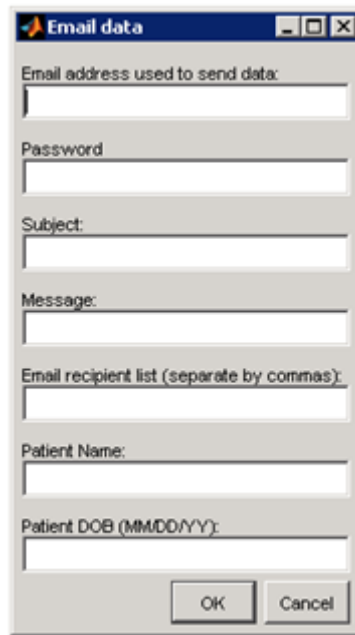 Email data
Email address used to send data:
Password
Subject:
Message:
Email recipient list (separate by commas):
Patient Name:
Patient DOB (MM/DD/YY):
OK Cancel